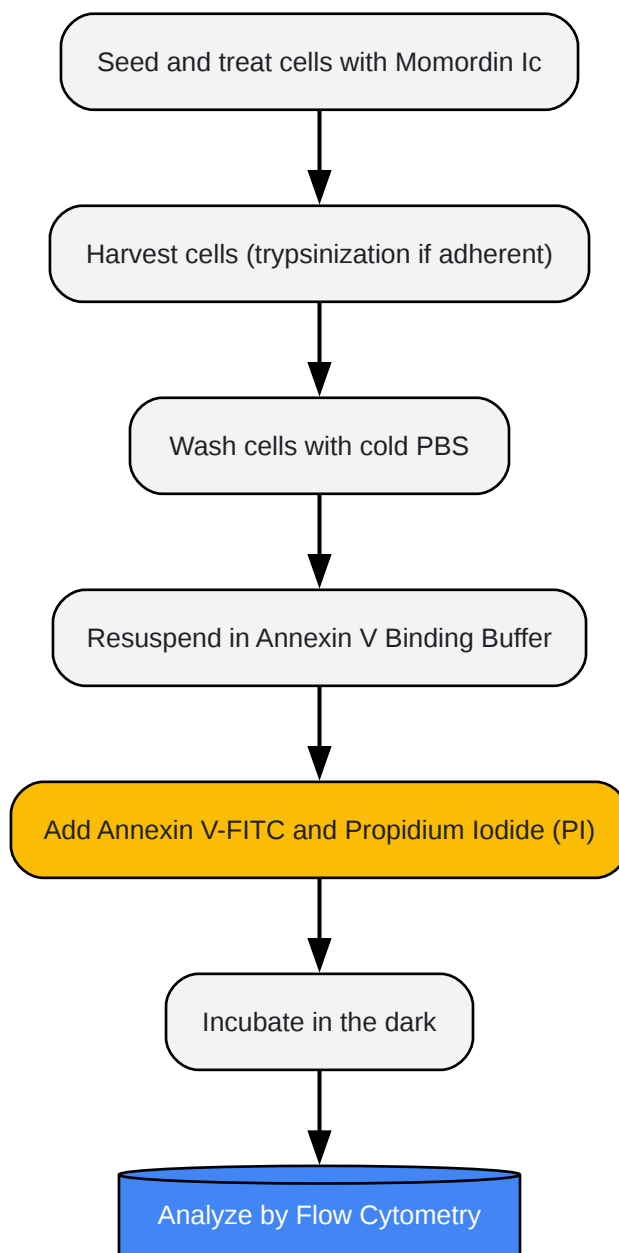 Seed and treat cells with Momordin Ic
Harvest cells (trypsinization if adherent)
Wash cells with cold PBS
Resuspend in Annexin V Binding Buffer
Add Annexin V-FITC and Propidium Iodide (PI)
Incubate in the dark
Analyze by Flow Cytometry